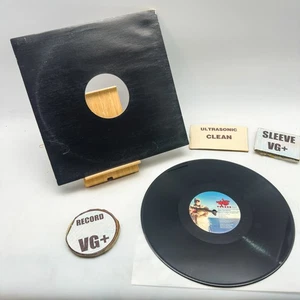 ULTRASONIC
CLEAN
SLEEVE
VG+
RECORD
VG+